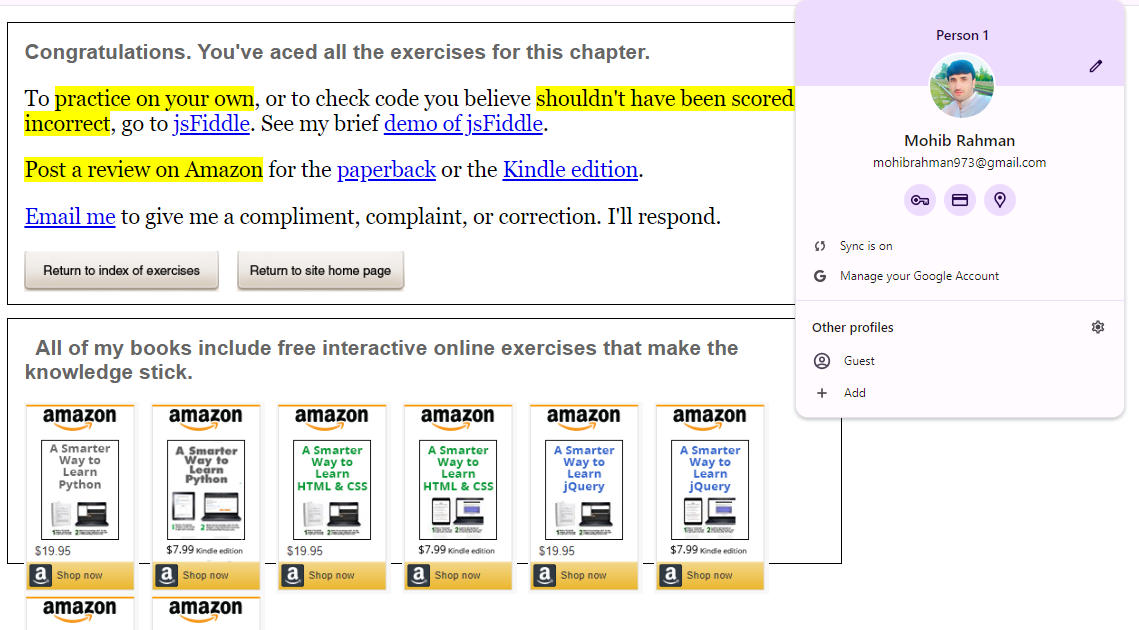 Congratulations. You've aced all the exercises for this chapter.
To practice on your own, or to check code you believe shouldn't have been scored
incorrect, go to jsFiddle. See my brief demo of jsFiddle.
Post a review on Amazon for the paperback or the Kindle edition.
Email me to give me a compliment, complaint, or correction. I'll respond.
Return to index of exercises
Return to site home page
Person 1
Mohib Rahman
mohibrahman973@gmail.com
Sync is on
Manage your Google Account
Other profiles
Guest
Add
All of my books include free interactive online exercises that make the
knowledge stick.
amazon
A Smarter
Way to
Learn
Python
$19.95
a Shop now
amazon
A Smarter
Way to
Learn
Python
$7.99 Kindle edition
a Shop now
amazon
A Smarter
Way to
Learn
HTML & CSS
$19.95
a Shop now
amazon
A Smarter
Way to
Learn
HTML & CSS
$7.99 Kindle edition
a Shop now
amazon
A Smarter
Way to
Learn
jQuery
$19.95
a Shop now
amazon
A Smarter
Way to
Learn
jQuery
$7.99 Kindle edition
a Shop now
amazon
amazon